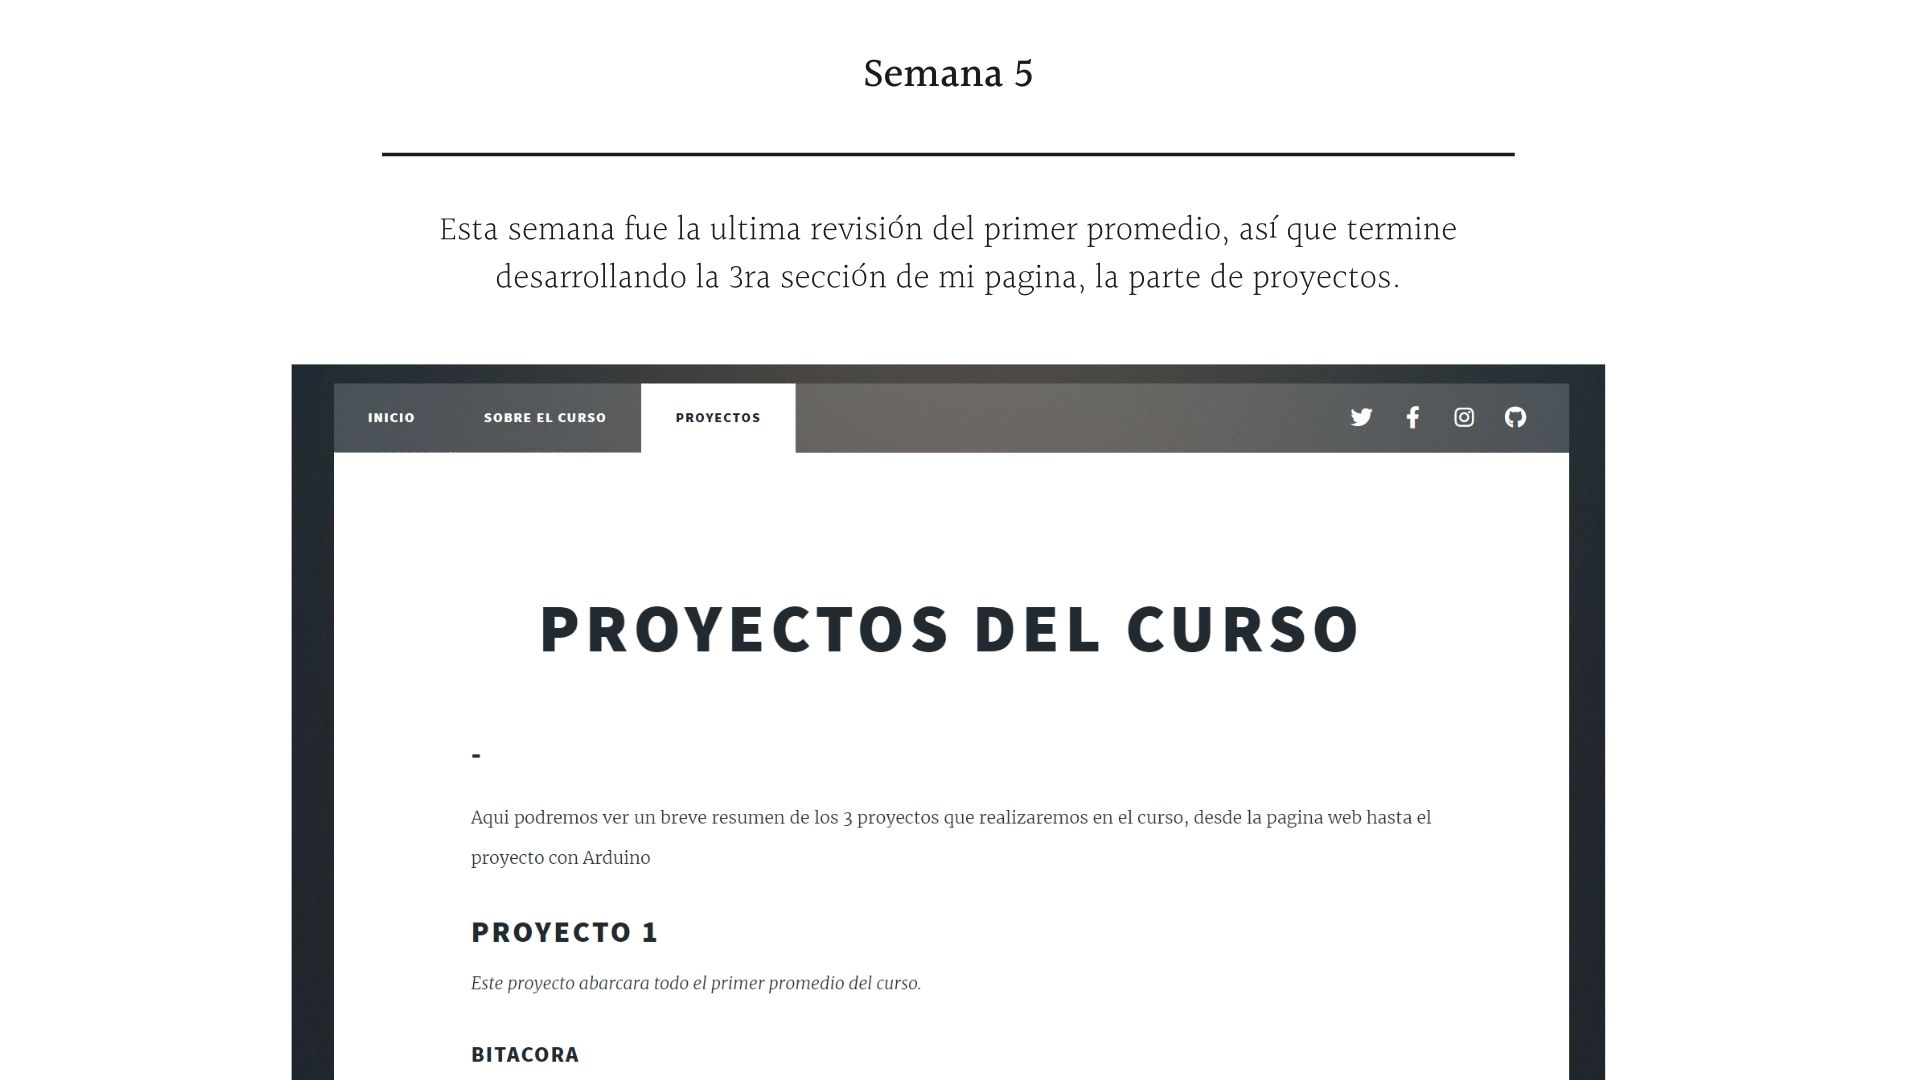 Semana 5
Esta semana fue la ultima revisión del primer promedio, así que termine
desarrollando la 3ra sección de mi pagina, la parte de proyectos.
INICIO SOBRE EL CURSO PROYECTOS
PROYECTOS DEL CURSO
-
Aqui podremos ver un breve resumen de los 3 proyectos que realizaremos en el curso, desde la pagina web hasta el
proyecto con Arduino
PROYECTO 1
Este proyecto abarcara todo el primer promedio del curso.
BITACORA